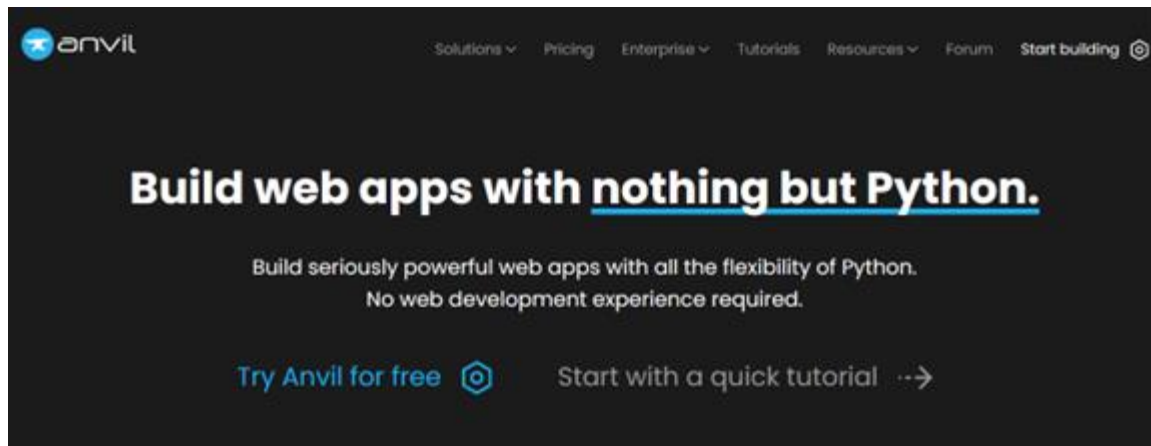 anvil
Solutions Pricing Enterprise Tutorials Resources Forum Start building
Build web apps with nothing but Python.
Build seriously powerful web apps with all the flexibility of Python.
No web development experience required.
Try Anvil for free Start with a quick tutorial